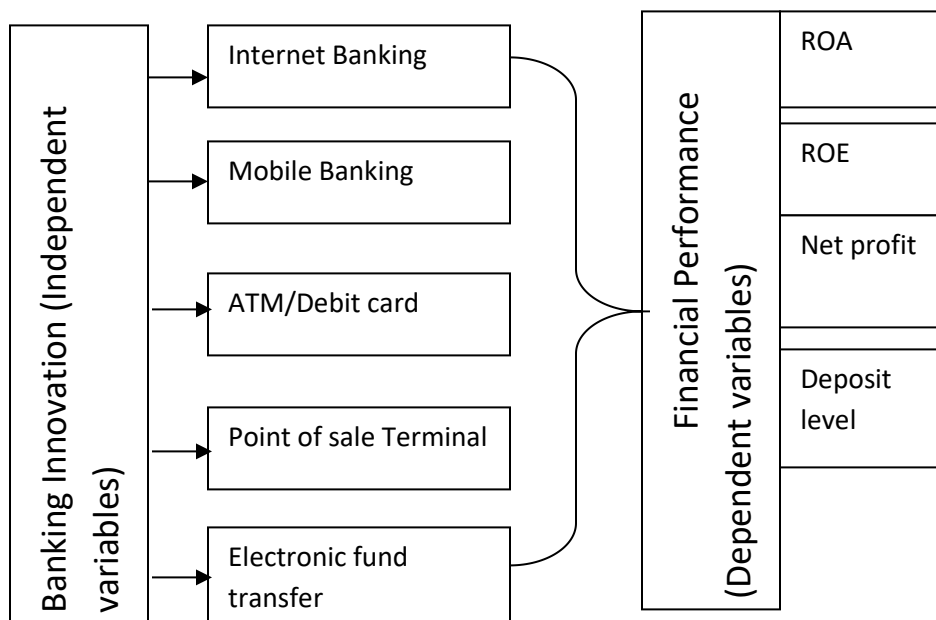 Banking Innovation (Independent
variables)
Internet Banking
Mobile Banking
ATM/Debit card
Point of sale Terminal
Electronic fund
transfer
Financial Performance
(Dependent variables)
ROA
ROE
Net profit
Deposit
level